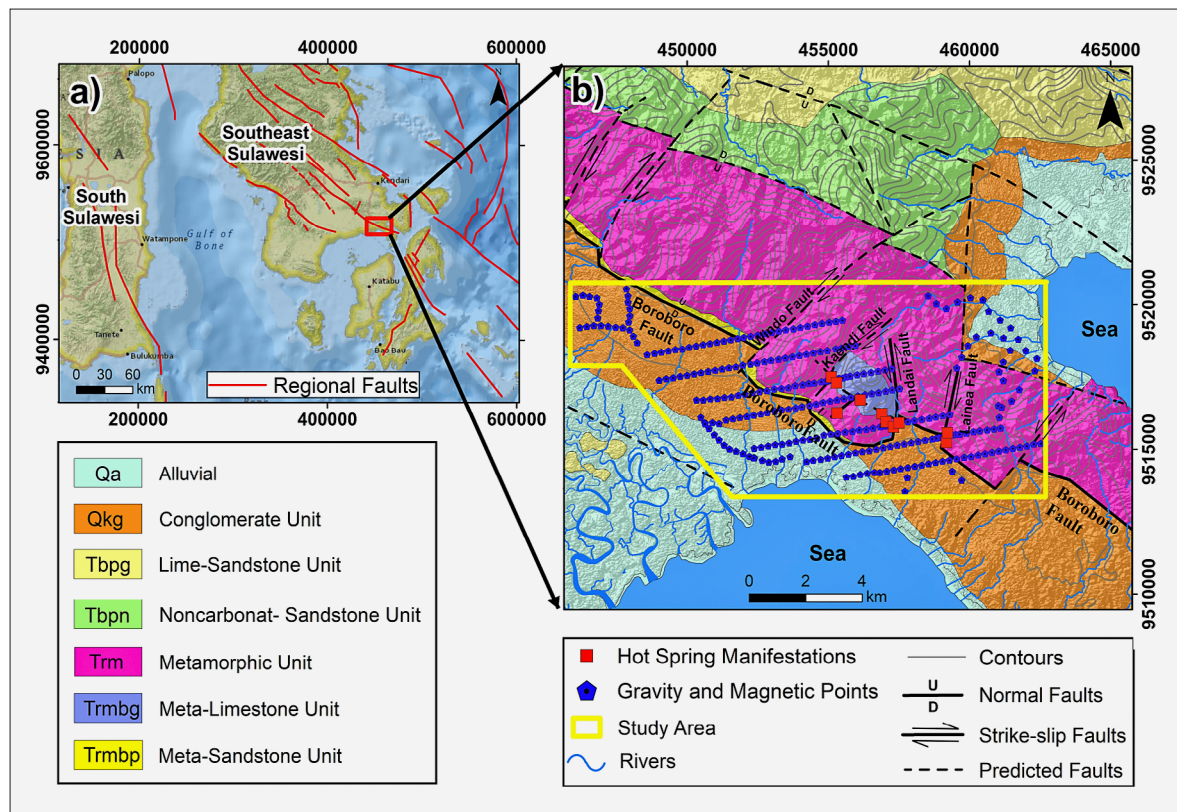 200000
400000
600000
9600000
9400000
a)
Palopo
ESIA
Southeast
Sulawesi
South
Sulawesi
Kendari
Watampone
Gulf of
Bone
Katabu
Tanete
Bulukumba
Bao Bau
N
0 30 60
km
Regional Faults
200000
400000
600000
450000
455000
460000
465000
b)
N
D
U
D
U
9525000
9520000
9515000
9510000
Boroboro
Fault
U
D
Windo Fault
Kaendi Fault
Landai Fault
Lainea Fault
Boroboro Fault
U
D
Boroboro
Fault
Sea
Sea
0 2 4
km
Qa Alluvial
Qkg Conglomerate Unit
Tbpg Lime-Sandstone Unit
Tbpn Noncarbonat- Sandstone Unit
Trm Metamorphic Unit
Trmbg Meta-Limestone Unit
Trmbp Meta-Sandstone Unit
Hot Spring Manifestations
Gravity and Magnetic Points
Study Area
Rivers
Contours
U
D
Normal Faults
Strike-slip Faults
Predicted Faults